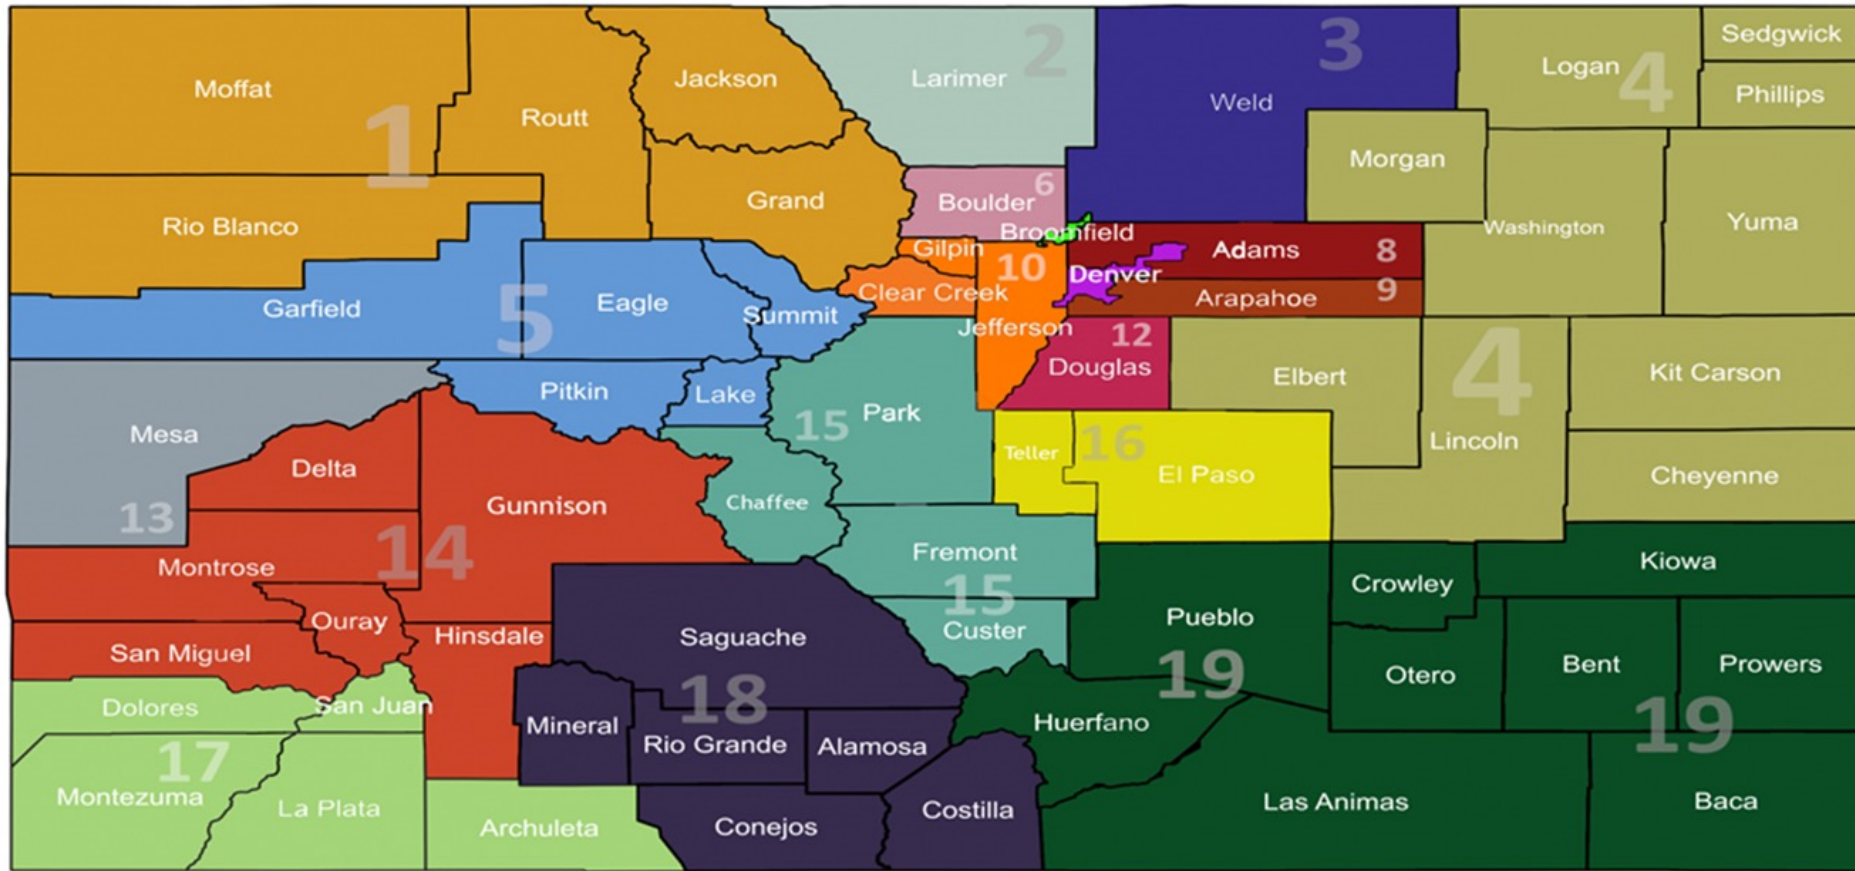 Moffat
1
Routt
Jackson
Larimer
2
Weld
3
Logan
4
Sedgwick
Phillips
Rio Blanco
Grand
Boulder
6
Morgan
Washington
Yuma
Garfield
5
Eagle
Summit
Gilpin
Broomfield
10
Clear Creek
Jefferson
Denver
Adams
8
Arapahoe
9
12
Douglas
Elbert
4
Lincoln
Kit Carson
Cheyenne
Mesa
13
Pitkin
Lake
15
Park
Teller
16
El Paso
Delta
Gunnison
Chaffee
Montrose
14
Fremont
15
Custer
Ouray
Hinsdale
San Miguel
Saguache
18
Pueblo
19
Crowley
Kiowa
Otero
Bent
Prowers
19
Dolores
San Juan
Mineral
Rio Grande
Alamosa
Huerfano
17
Montezuma
La Plata
Archuleta
Conejos
Costilla
Las Animas
Baca